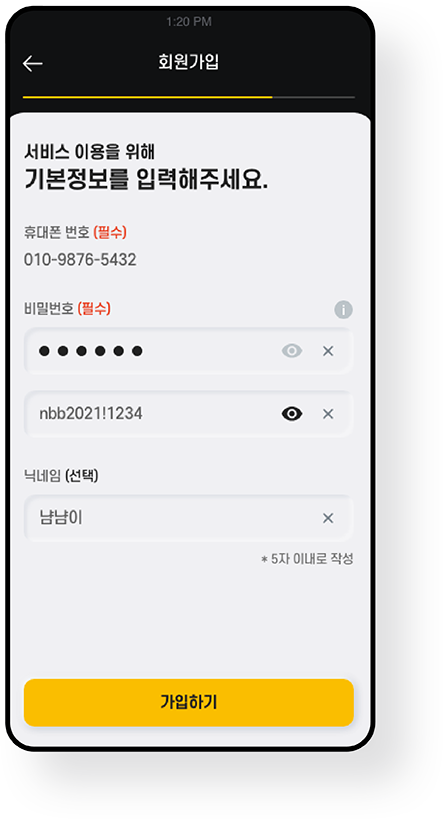 1:20 PM
회원가입
서비스 이용을 위해
기본정보를 입력해주세요.
휴대폰 번호 (필수)
010-9876-5432
비밀번호 (필수)
●●●●●●
nbb2021!1234
닉네임 (선택)
냠냠이
* 5자 이내로 작성
가입하기